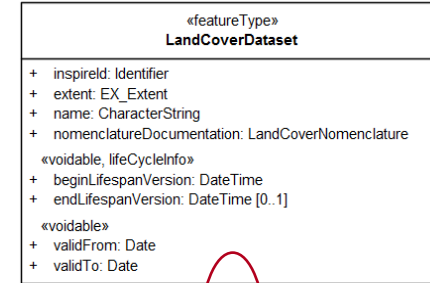 «featureType»
LandCoverDataset
+ inspireId: Identifier
+ extent: EX_Extent
+ name: CharacterString
+ nomenclatureDocumentation: LandCoverNomenclature
«voidable, lifeCycleInfo»
+ beginLifespanVersion: DateTime
+ endLifespanVersion: DateTime [0..1]
«voidable»
+ validFrom: Date
+ validTo: Date